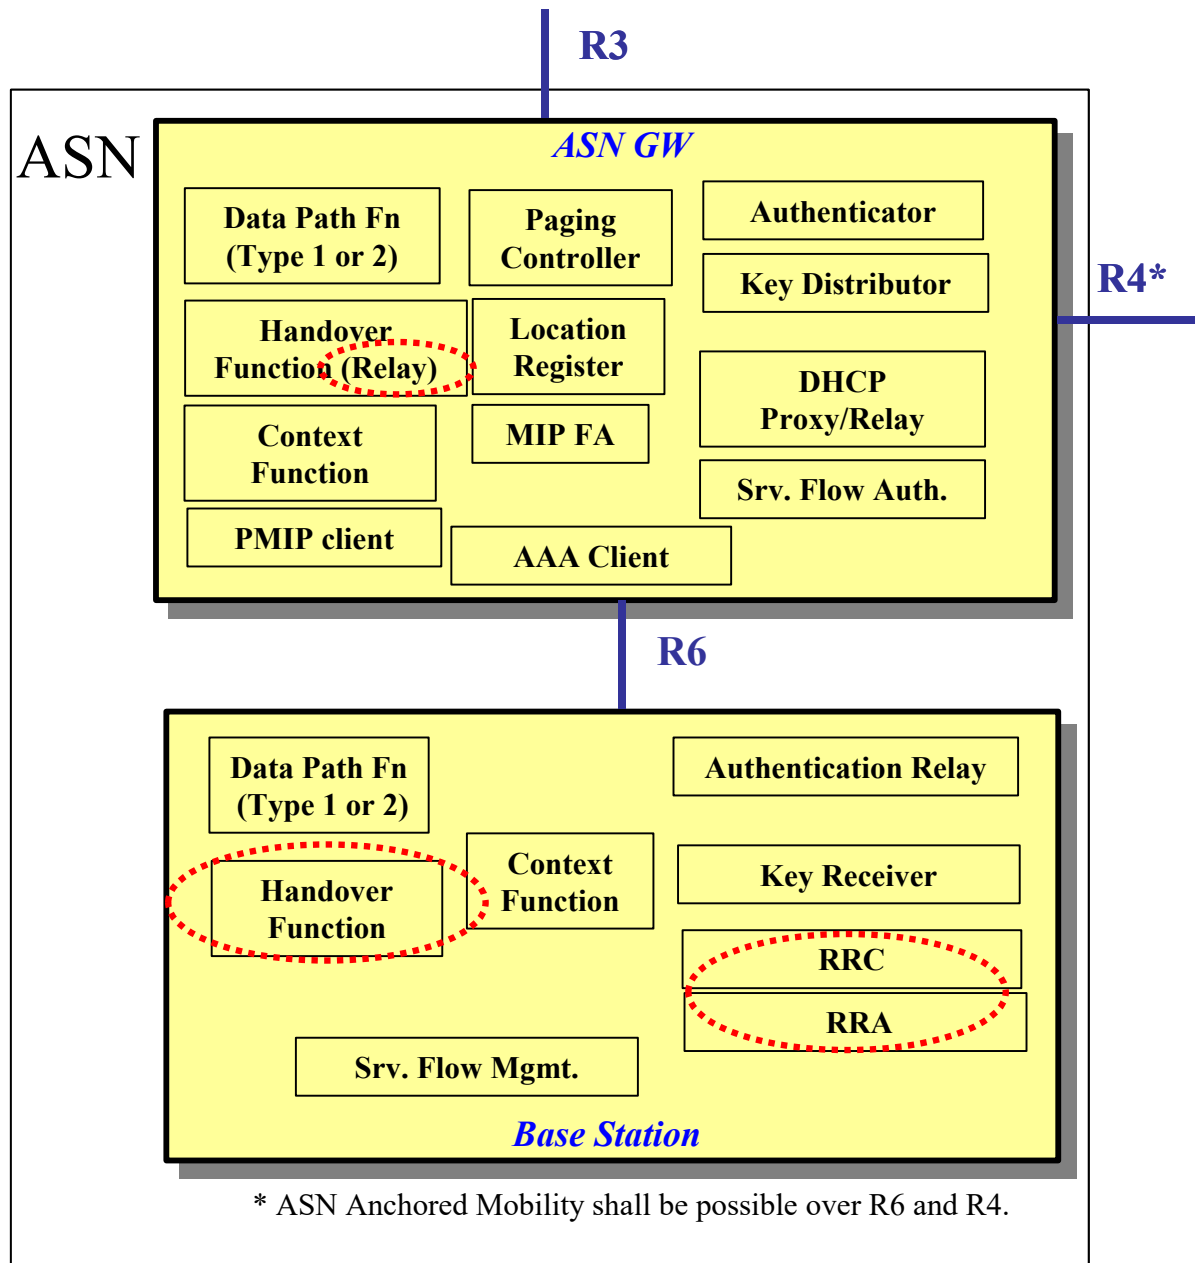 R3
ASN
ASN GW
Data Path Fn
(Type 1 or 2)
Paging
Controller
Authenticator
Key Distributor
R4*
Handover
Function (Relay)
Location
Register
DHCP
Proxy/Relay
Context
Function
MIP FA
Srv. Flow Auth.
PMIP client
AAA Client
R6
Data Path Fn
(Type 1 or 2)
Authentication Relay
Handover
Function
Context
Function
Key Receiver
RRC
RRA
Srv. Flow Mgmt.
Base Station
* ASN Anchored Mobility shall be possible over R6 and R4.